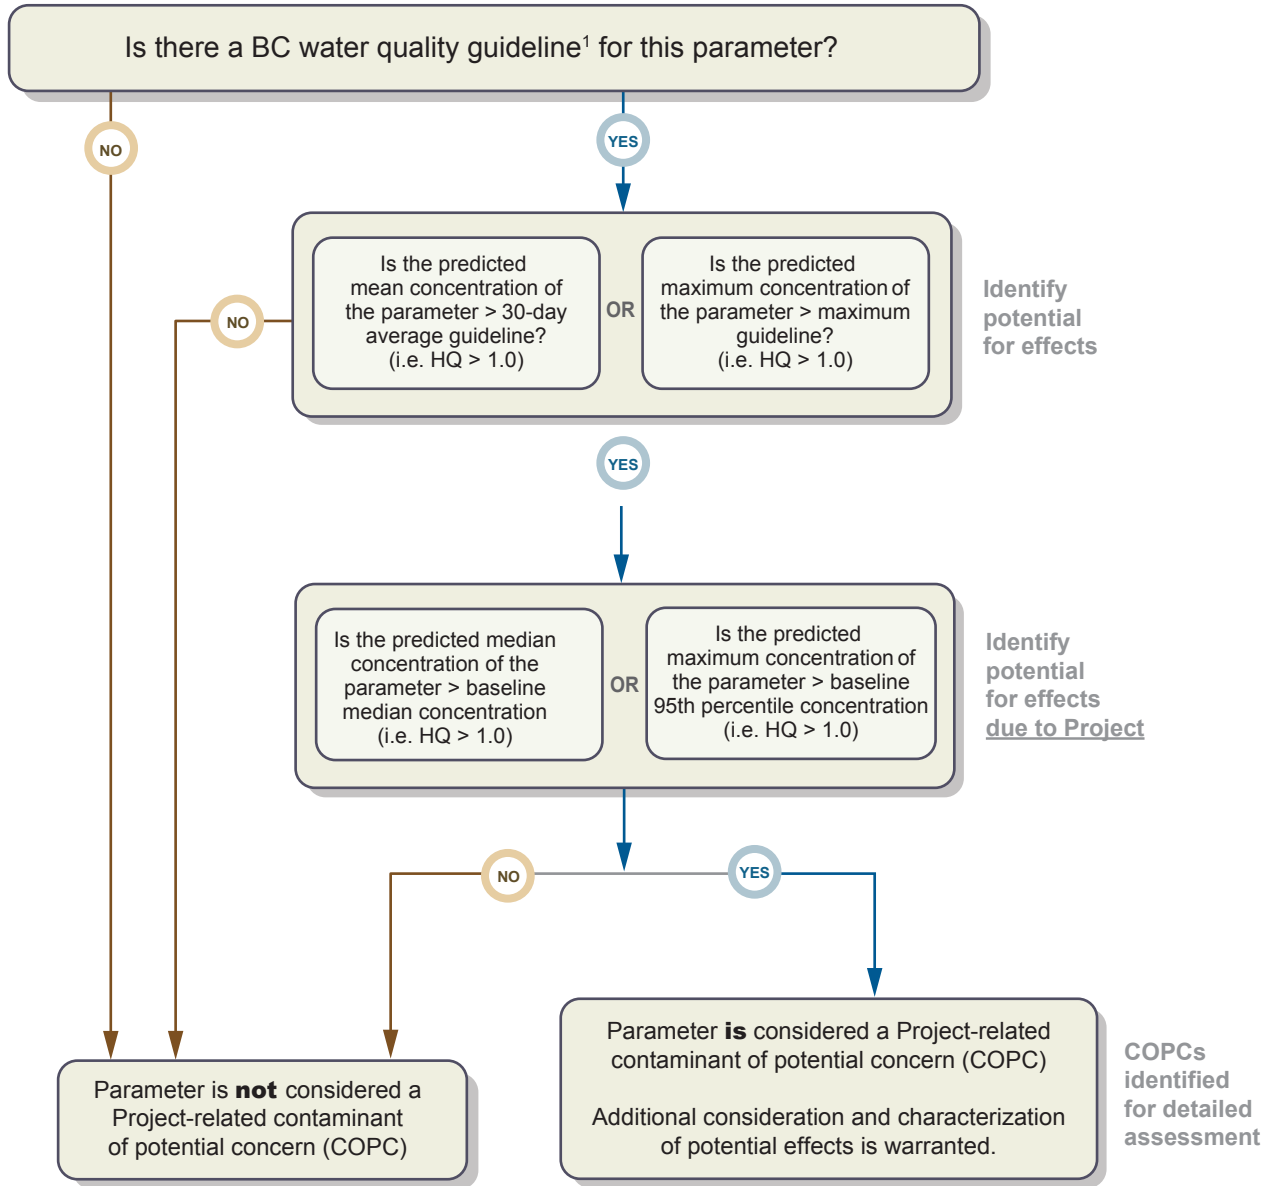 Is there a BC water quality guideline¹ for this parameter?
NO
YES
Is the predicted
mean concentration of
the parameter > 30-day
average guideline?
(i.e. HQ > 1.0)
OR
Is the predicted
maximum concentration of
the parameter > maximum
guideline?
(i.e. HQ > 1.0)
Identify
potential
for effects
NO
YES
Is the predicted median
concentration of the
parameter > baseline
median concentration
(i.e. HQ > 1.0)
OR
Is the predicted
maximum concentration of
the parameter > baseline
95th percentile concentration
(i.e. HQ > 1.0)
Identify
potential
for effects
due to Project
NO
YES
Parameter is not considered a
Project-related contaminant
of potential concern (COPC)
Parameter is considered a Project-related
contaminant of potential concern (COPC)
Additional consideration and characterization
of potential effects is warranted.
COPCs
identified
for detailed
assessment